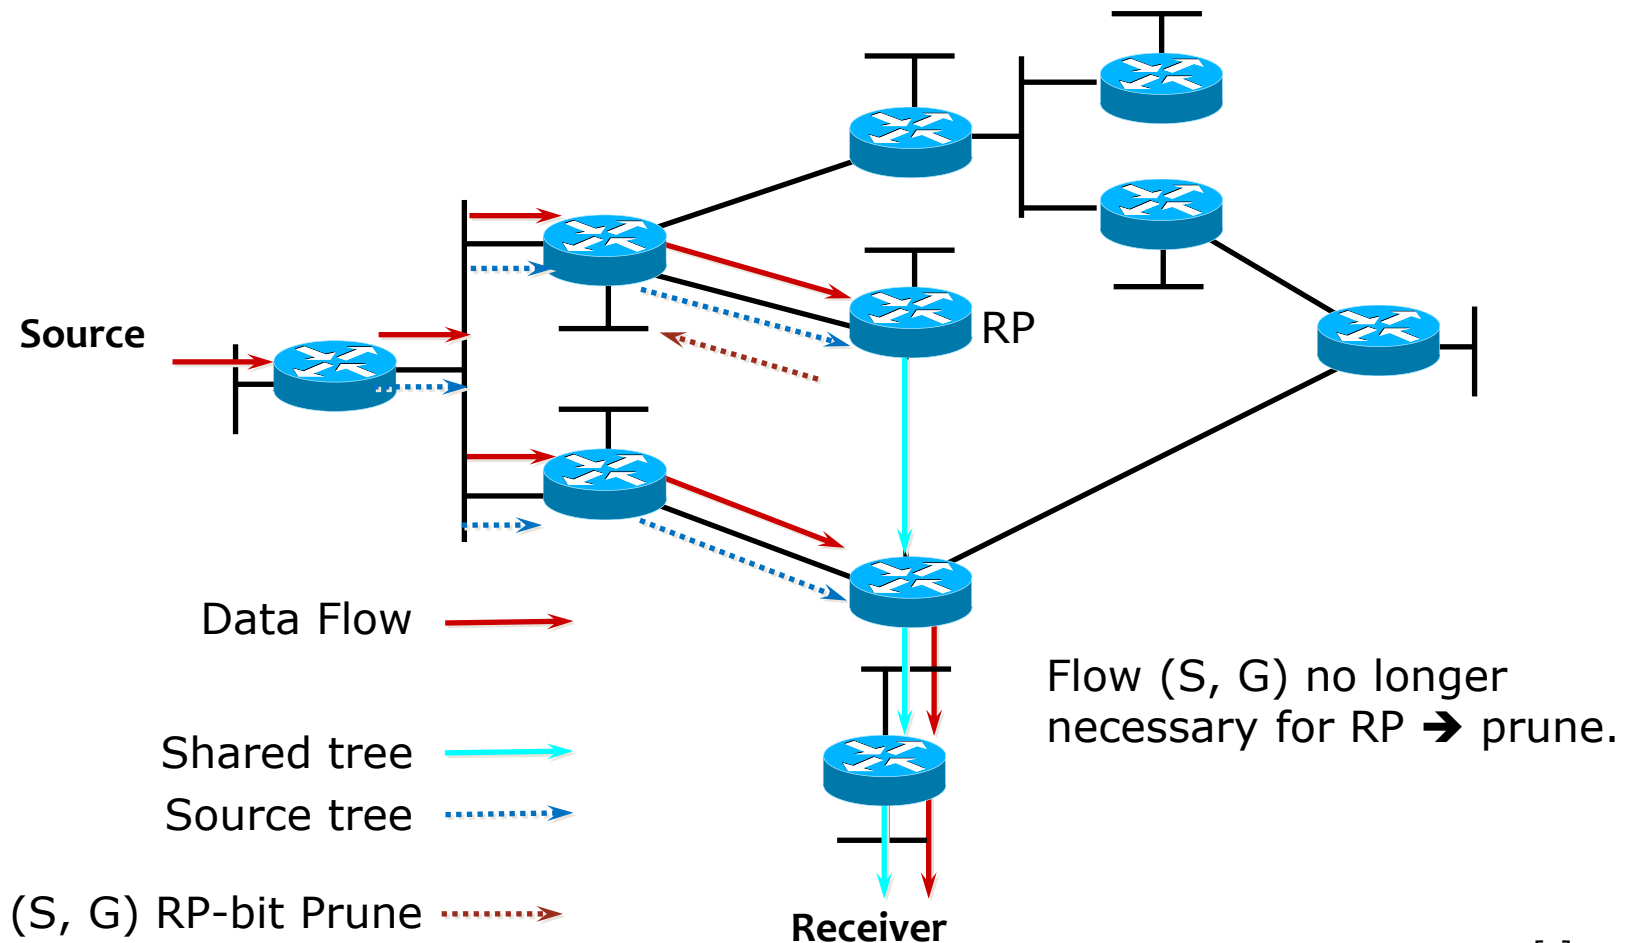 RP
Source
Data Flow
Flow (S, G) no longer
necessary for RP ➔ prune.
Shared tree
Source tree
(S, G) RP-bit Prune
Receiver